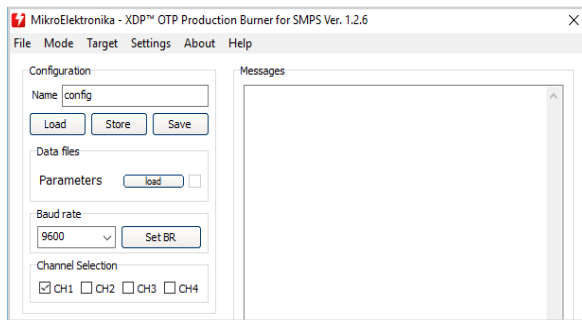 MikroElektronika - XDP™ OTP Production Burner for SMPS Ver. 1.2.6
File Mode Target Settings About Help
Configuration
Name config
Load Store Save
Data files
Parameters load
Baud rate
9600 Set BR
Channel Selection
CH1 CH2 CH3 CH4
Messages